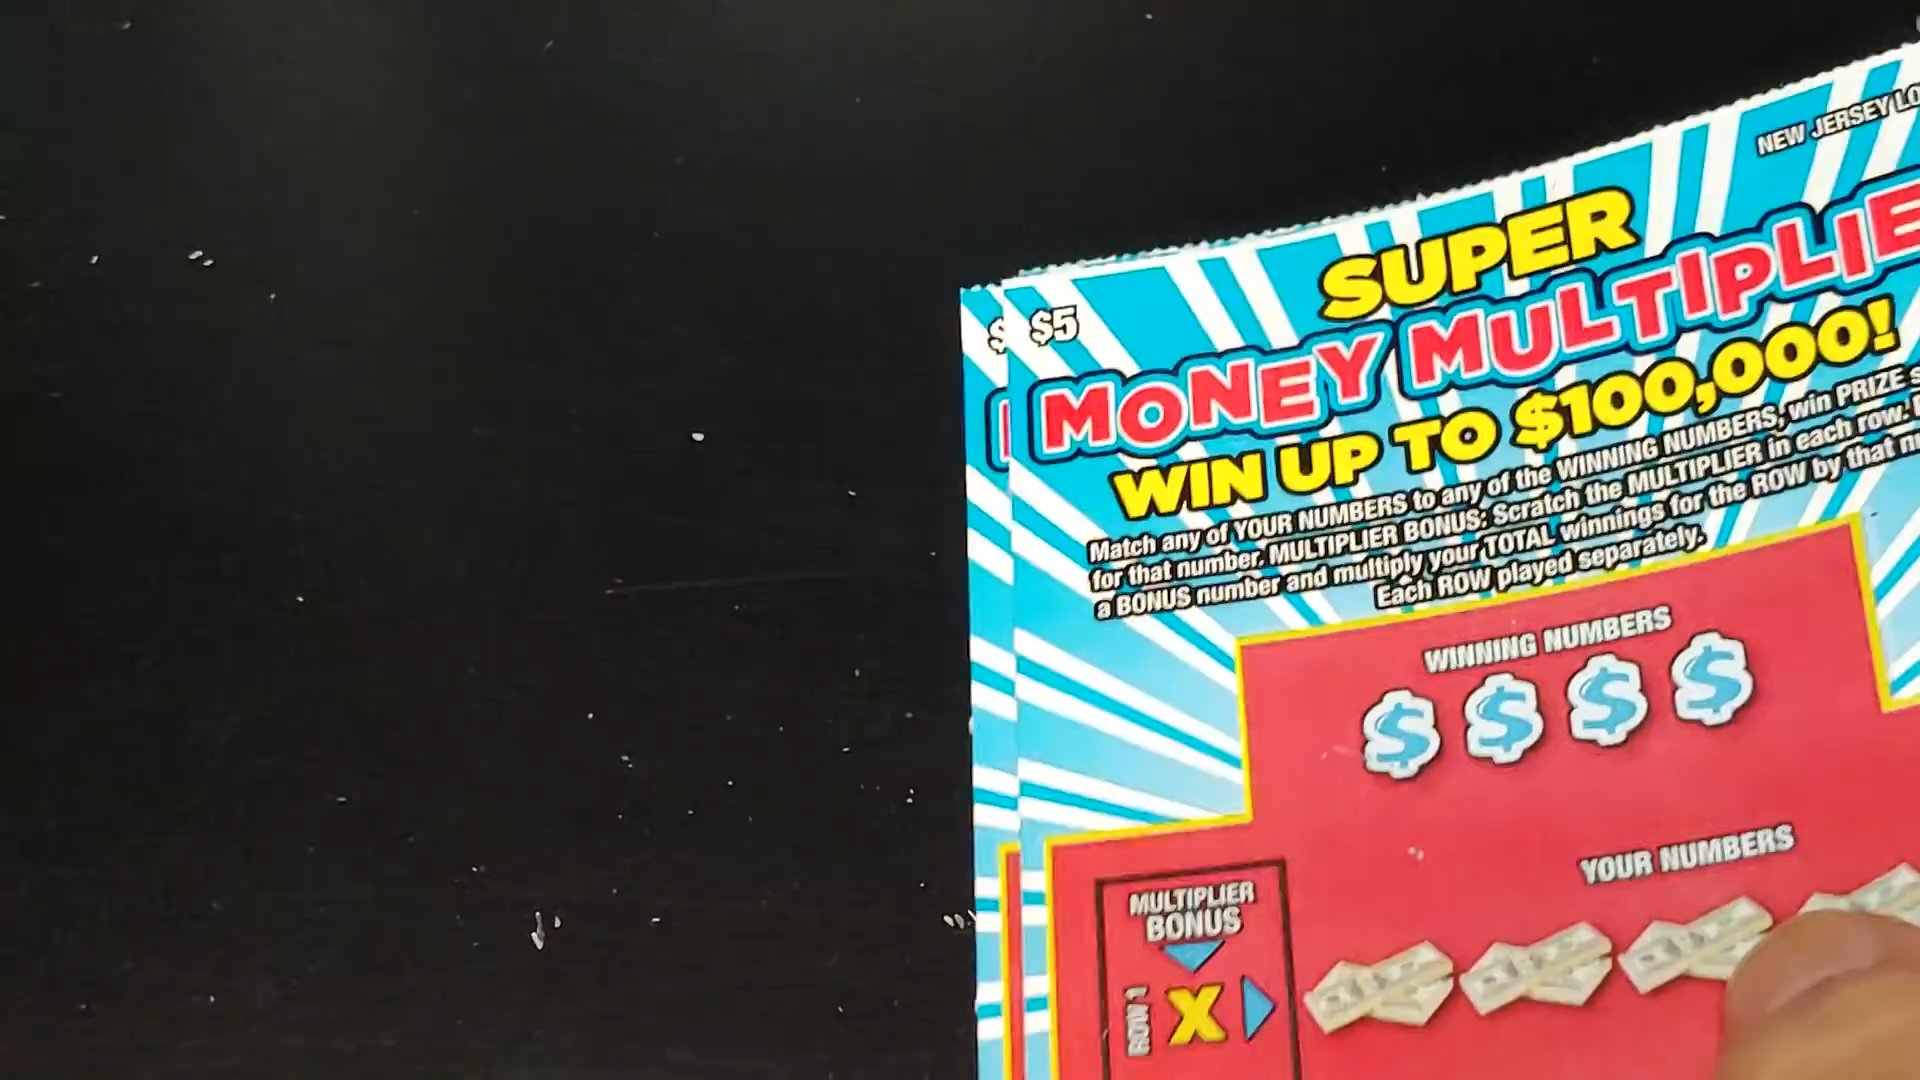 NEW JERSEY LO
$ $5
SUPER
MONEY MULTIPLIE
WIN UP TO $100,000!
Match any of YOUR NUMBERS to any of the WINNING NUMBERS, win PRIZE s
for that number. MULTIPLIER BONUS: Scratch the MULTIPLIER in each row.
a BONUS number and multiply your TOTAL winnings for the ROW by that n
Each ROW played separately.
WINNING NUMBERS
$ $ $ $
YOUR NUMBERS
MULTIPLIER
BONUS
ROW 1
X